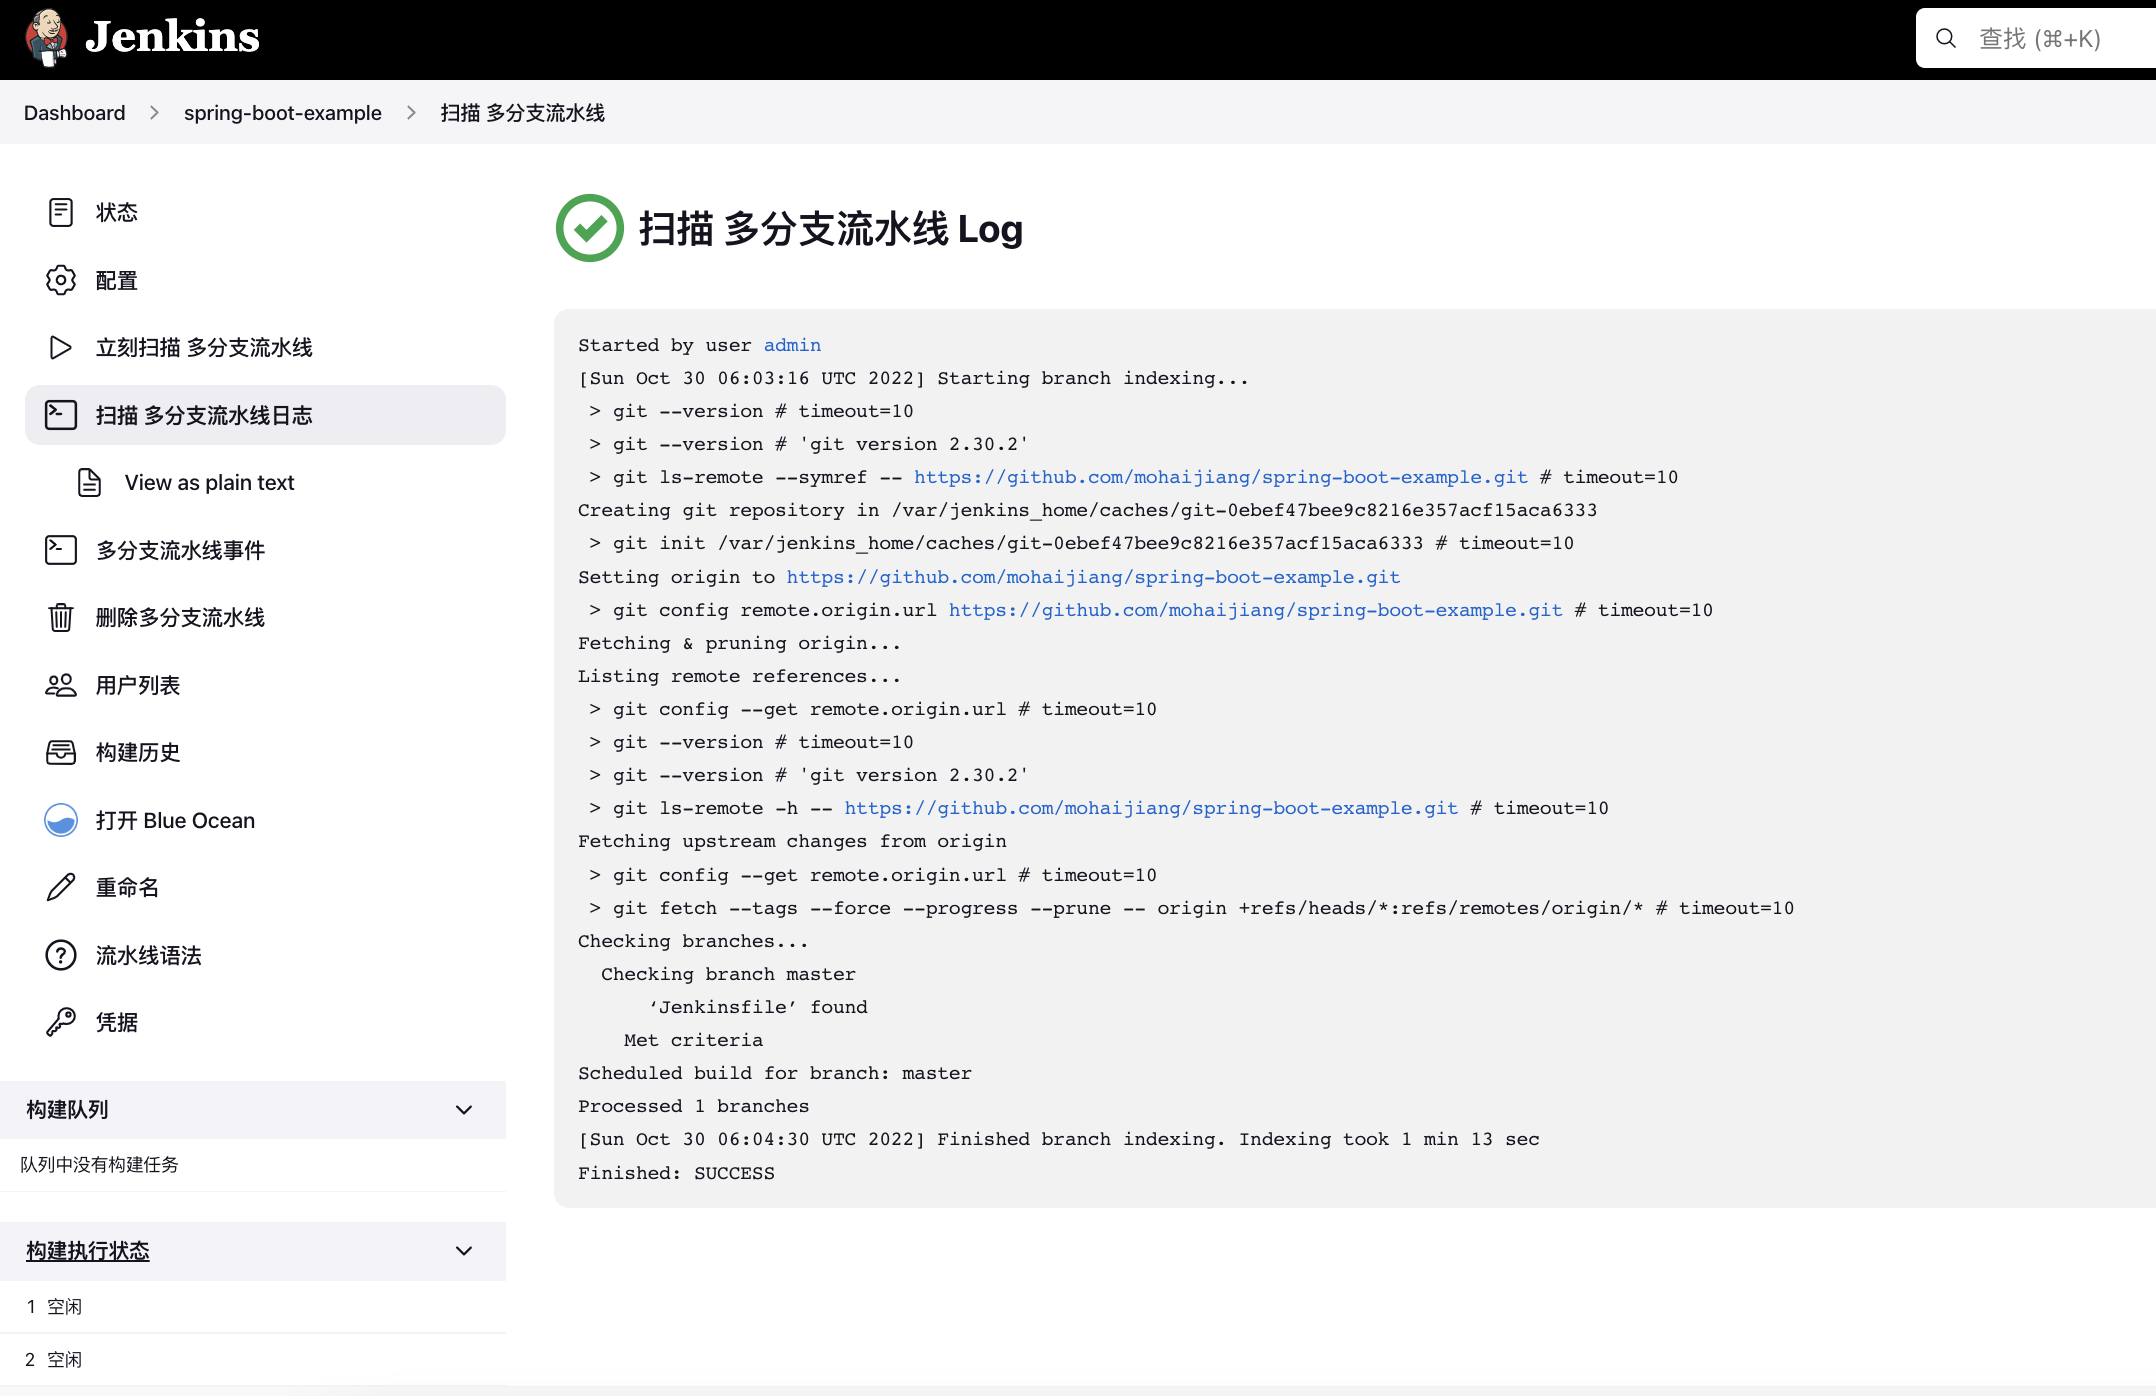 Jenkins
查找 (⌘+K)
Dashboard
spring-boot-example
扫描 多分支流水线
状态
配置
立刻扫描 多分支流水线
扫描 多分支流水线日志
View as plain text
多分支流水线事件
删除多分支流水线
用户列表
构建历史
打开 Blue Ocean
重命名
流水线语法
凭据
构建队列
队列中没有构建任务
构建执行状态
1 空闲
2 空闲
扫描 多分支流水线 Log
Started by user admin
[Sun Oct 30 06:03:16 UTC 2022] Starting branch indexing...
 > git --version # timeout=10
 > git --version # 'git version 2.30.2'
 > git ls-remote --symref -- https://github.com/mohaijiang/spring-boot-example.git # timeout=10
Creating git repository in /var/jenkins_home/caches/git-0ebef47bee9c8216e357acf15aca6333
 > git init /var/jenkins_home/caches/git-0ebef47bee9c8216e357acf15aca6333 # timeout=10
Setting origin to https://github.com/mohaijiang/spring-boot-example.git
 > git config remote.origin.url https://github.com/mohaijiang/spring-boot-example.git # timeout=10
Fetching & pruning origin...
Listing remote references...
 > git config --get remote.origin.url # timeout=10
 > git --version # timeout=10
 > git --version # 'git version 2.30.2'
 > git ls-remote -h -- https://github.com/mohaijiang/spring-boot-example.git # timeout=10
Fetching upstream changes from origin
 > git config --get remote.origin.url # timeout=10
 > git fetch --tags --force --progress --prune -- origin +refs/heads/*:refs/remotes/origin/* # timeout=10
Checking branches...
  Checking branch master
      ‘Jenkinsfile’ found
    Met criteria
Scheduled build for branch: master
Processed 1 branches
[Sun Oct 30 06:04:30 UTC 2022] Finished branch indexing. Indexing took 1 min 13 sec
Finished: SUCCESS